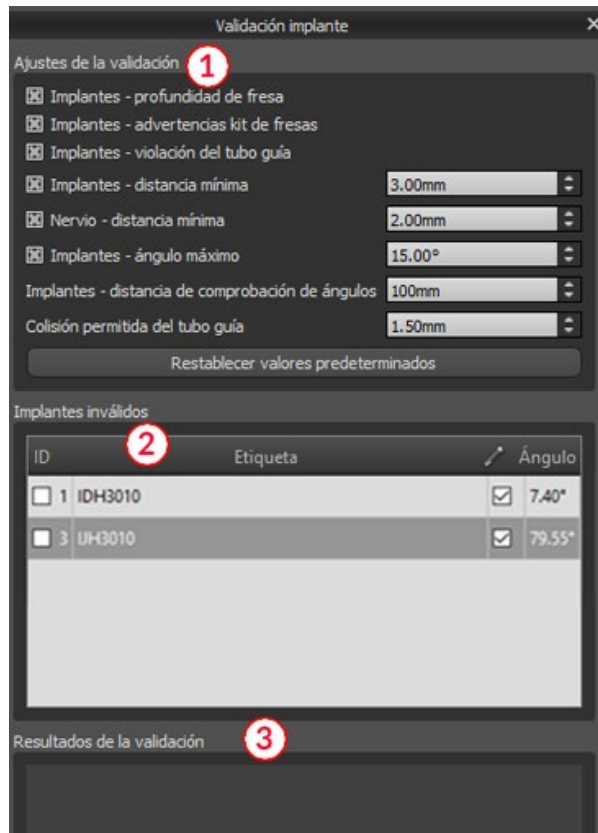 Validación implante
Ajustes de la validación 1
Implantes - profundidad de fresa
Implantes - advertencias kit de fresas
Implantes - violación del tubo guía
Implantes - distancia mínima 3.00mm
Nervio - distancia mínima 2.00mm
Implantes - ángulo máximo 15.00°
Implantes - distancia de comprobación de ángulos 100mm
Colisión permitida del tubo guía 1.50mm
Restablecer valores predeterminados
Implantes inválidos
2
ID Etiqueta Ángulo
1 IDH3010 7.40°
3 UH3010 79.55°
Resultados de la validación 3